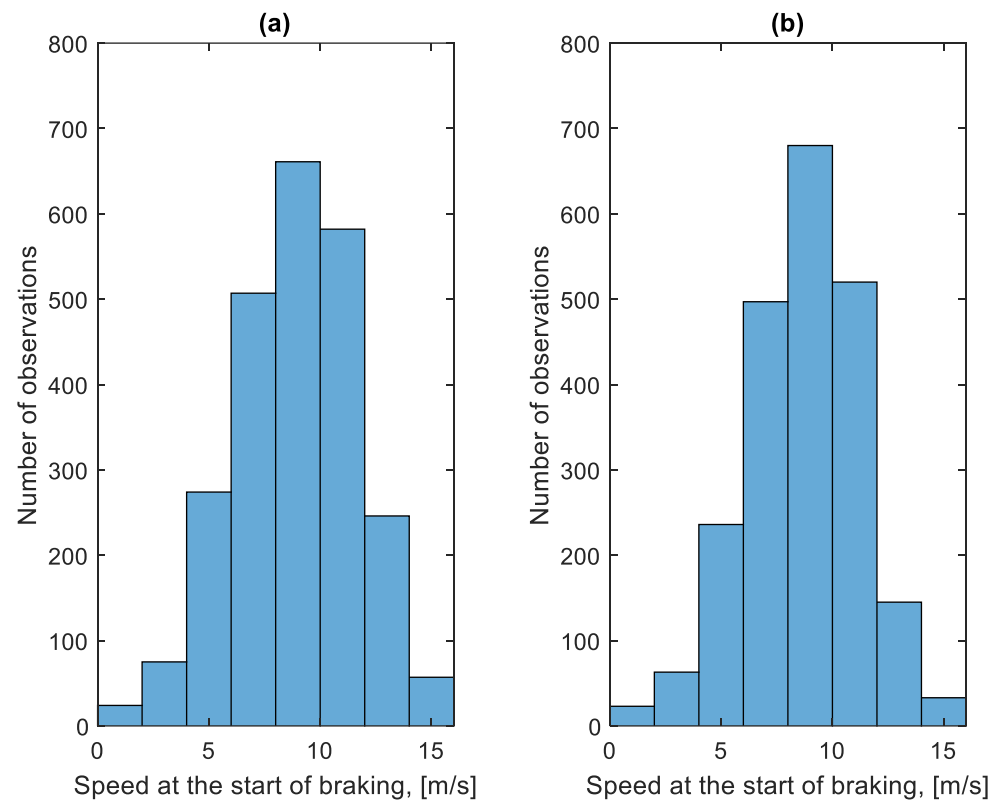 (a)
800
700
600
500
400
300
200
100
0
Number of observations
0 5 10 15
Speed at the start of braking, [m/s]
(b)
800
700
600
500
400
300
200
100
0
Number of observations
0 5 10 15
Speed at the start of braking, [m/s]